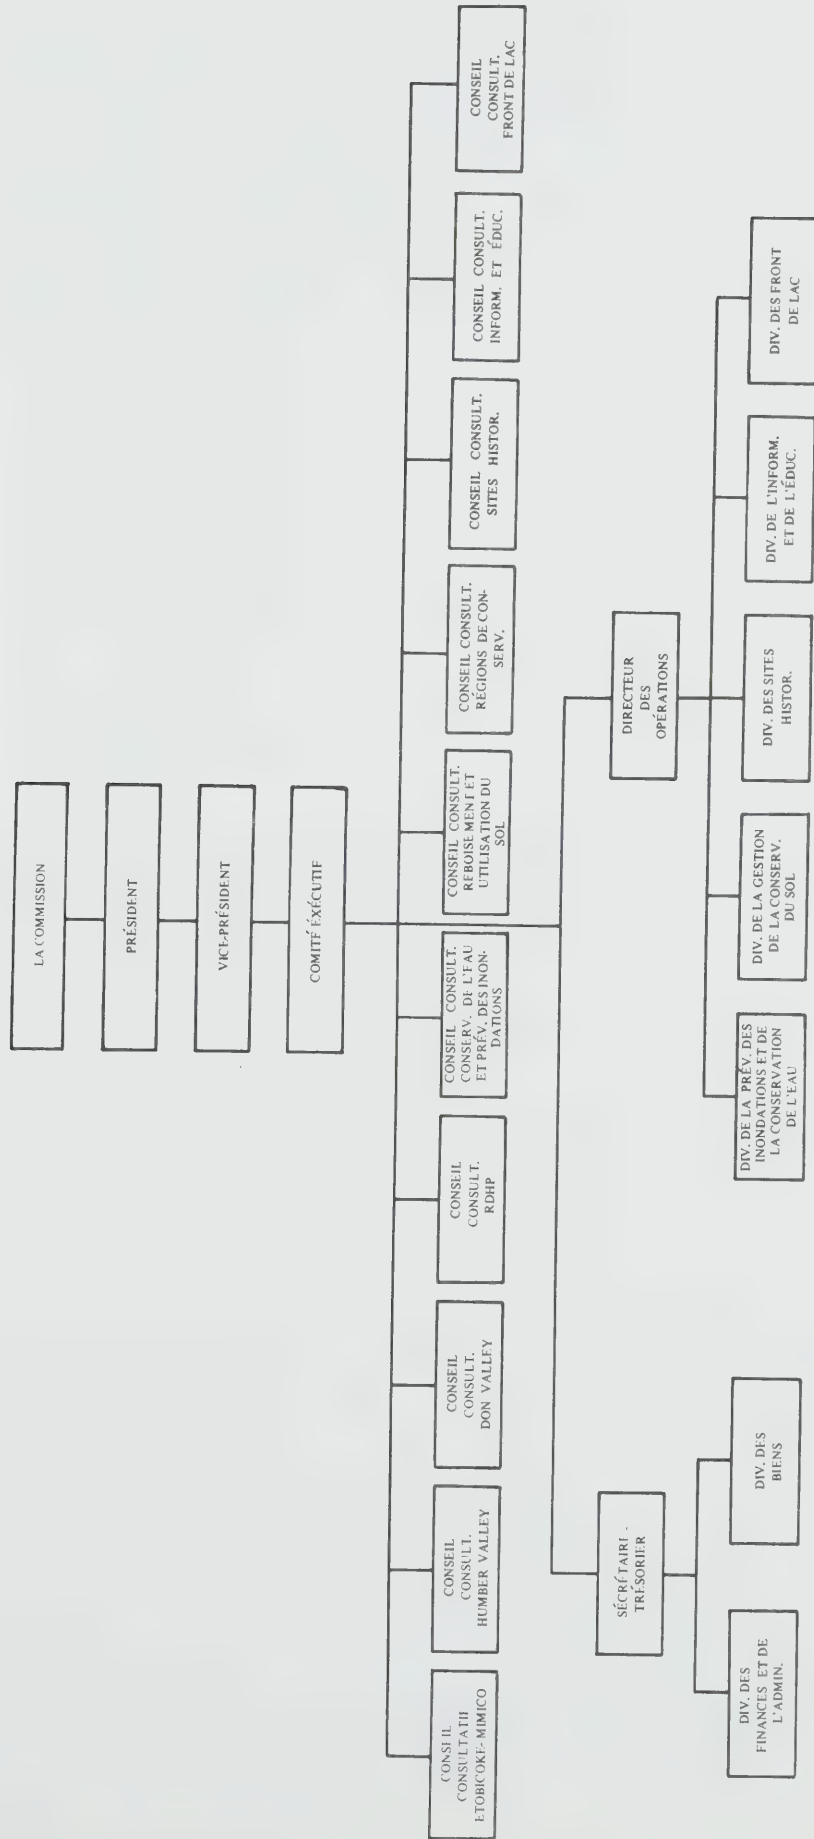 LA COMMISSION
PRÉSIDENT
VICE-PRÉSIDENT
COMITÉ EXÉCUTIF
CONSEIL
CONSULTATIF
ETOBICOKE-MIMICO
CONSEIL
CONSULT.
HUMBER VALLEY
CONSEIL
CONSULT.
DON VALLEY
CONSEIL
CONSULT.
RDHP
CONSEIL CONSULT.
CONSERV. DE L'EAU
ET PRÉV. DES INON-
DATIONS
CONSEIL CONSULT.
REBOISEMENT ET
UTILISATION DU
SOL
CONSEIL CONSULT.
RÉGIONS DE CON-
SERV.
CONSEIL CONSULT.
SITES HISTOR.
CONSEIL CONSULT.
INFORM. ET ÉDUC.
CONSEIL
CONSULT.
FRONT DE LAC
SÉCRÉTAIRE -
TRÉSORIER
DIRECTEUR
DES
OPÉRATIONS
DIV. DES
FINANCES ET DE
L'ADMIN.
DIV. DES
BIENS
DIV. DE LA PRÉV. DES
INONDATIONS ET DE
LA CONSERVATION
DE L'EAU
DIV. DE LA GESTION
DE LA CONSERV.
DU SOL
DIV. DES SITES
HISTOR.
DIV. DE L'INFORM.
ET DE L'ÉDUC.
DIV. DES FRONT
DE LAC